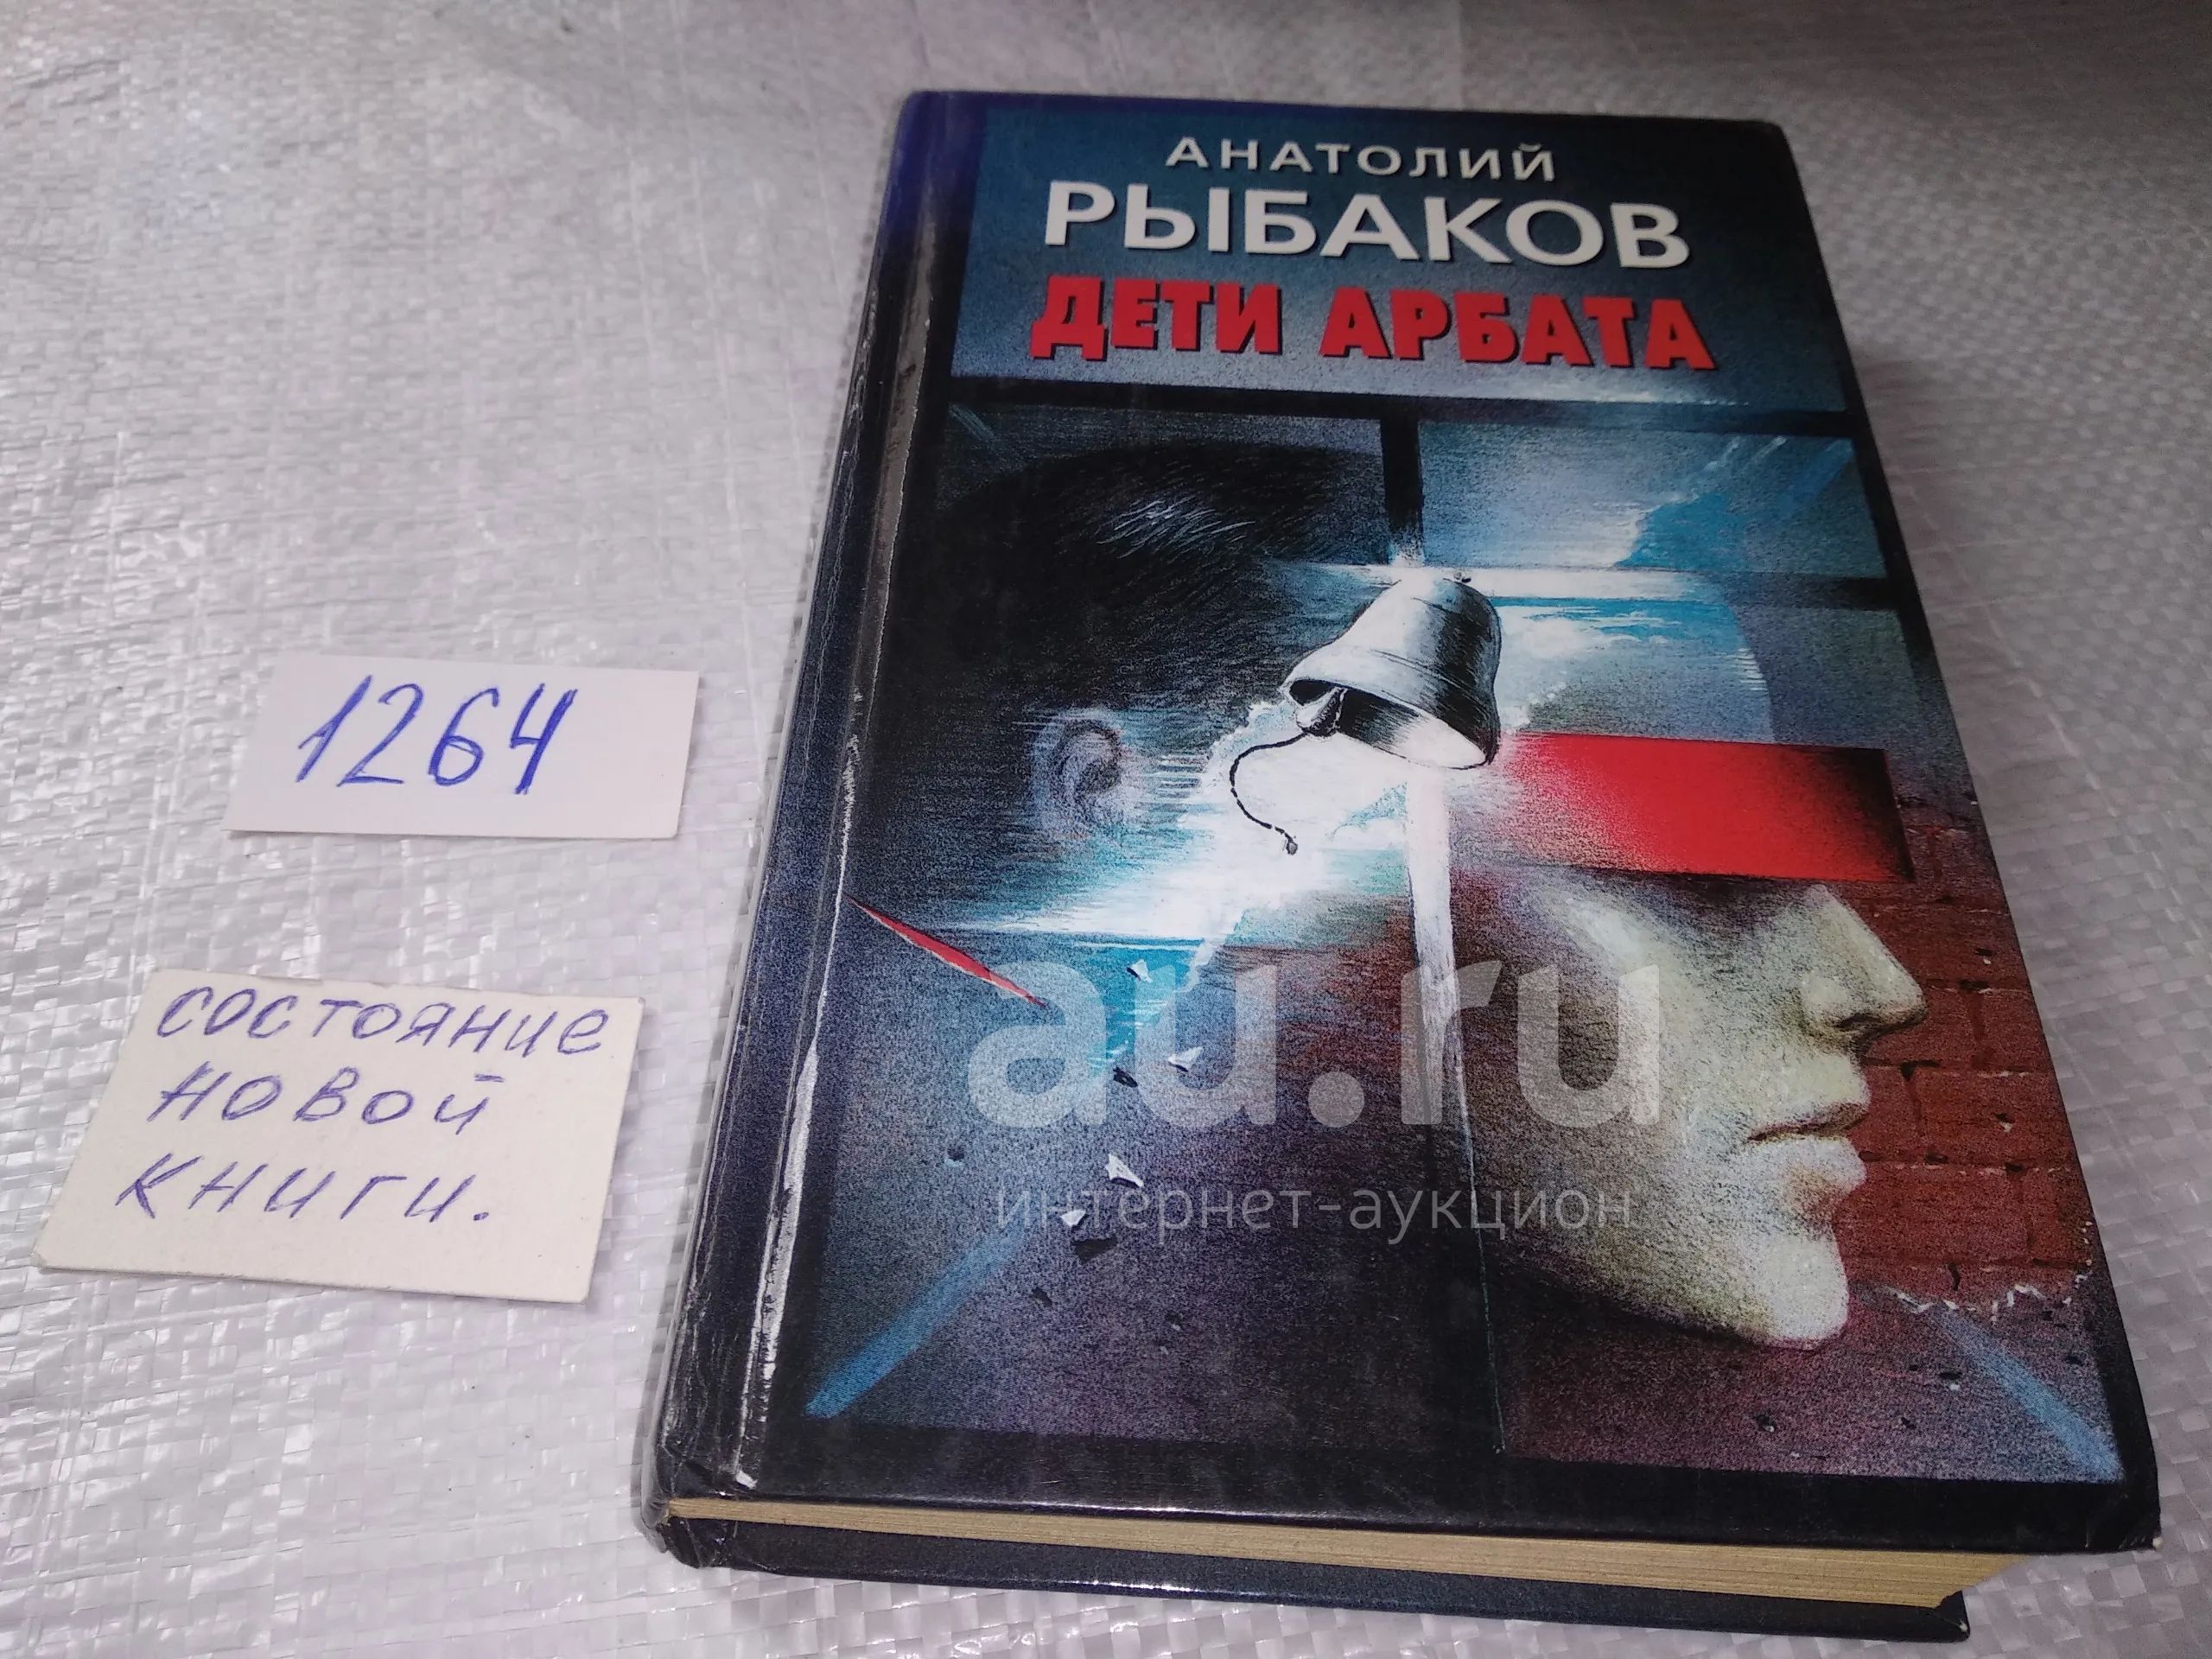 АНАТОЛИЙ
РЫБАКОВ
ДЕТИ АРБАТА
1264
состояние
новой
книги.
au.ru
интернет-аукцион